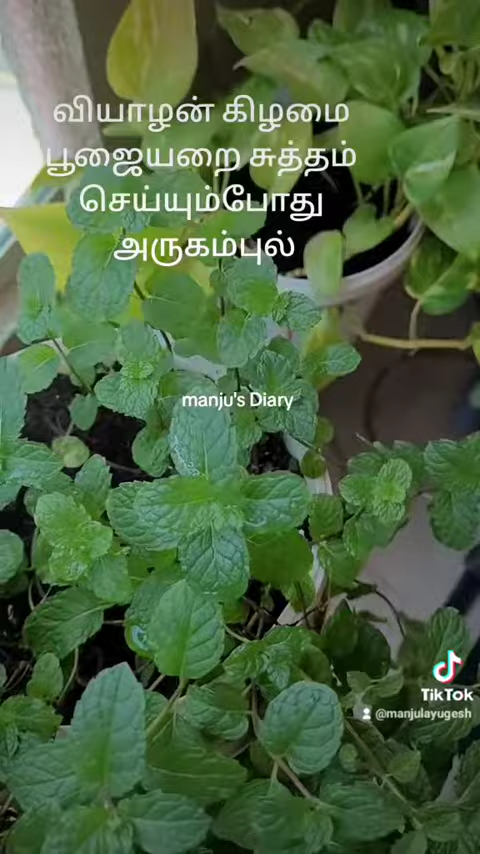 வியாழன் கிழமை
பூஜையறை சுத்தம்
செய்யும்போது
அருகம்புல்
manju's Diary
TikTok
@manjulayugesh